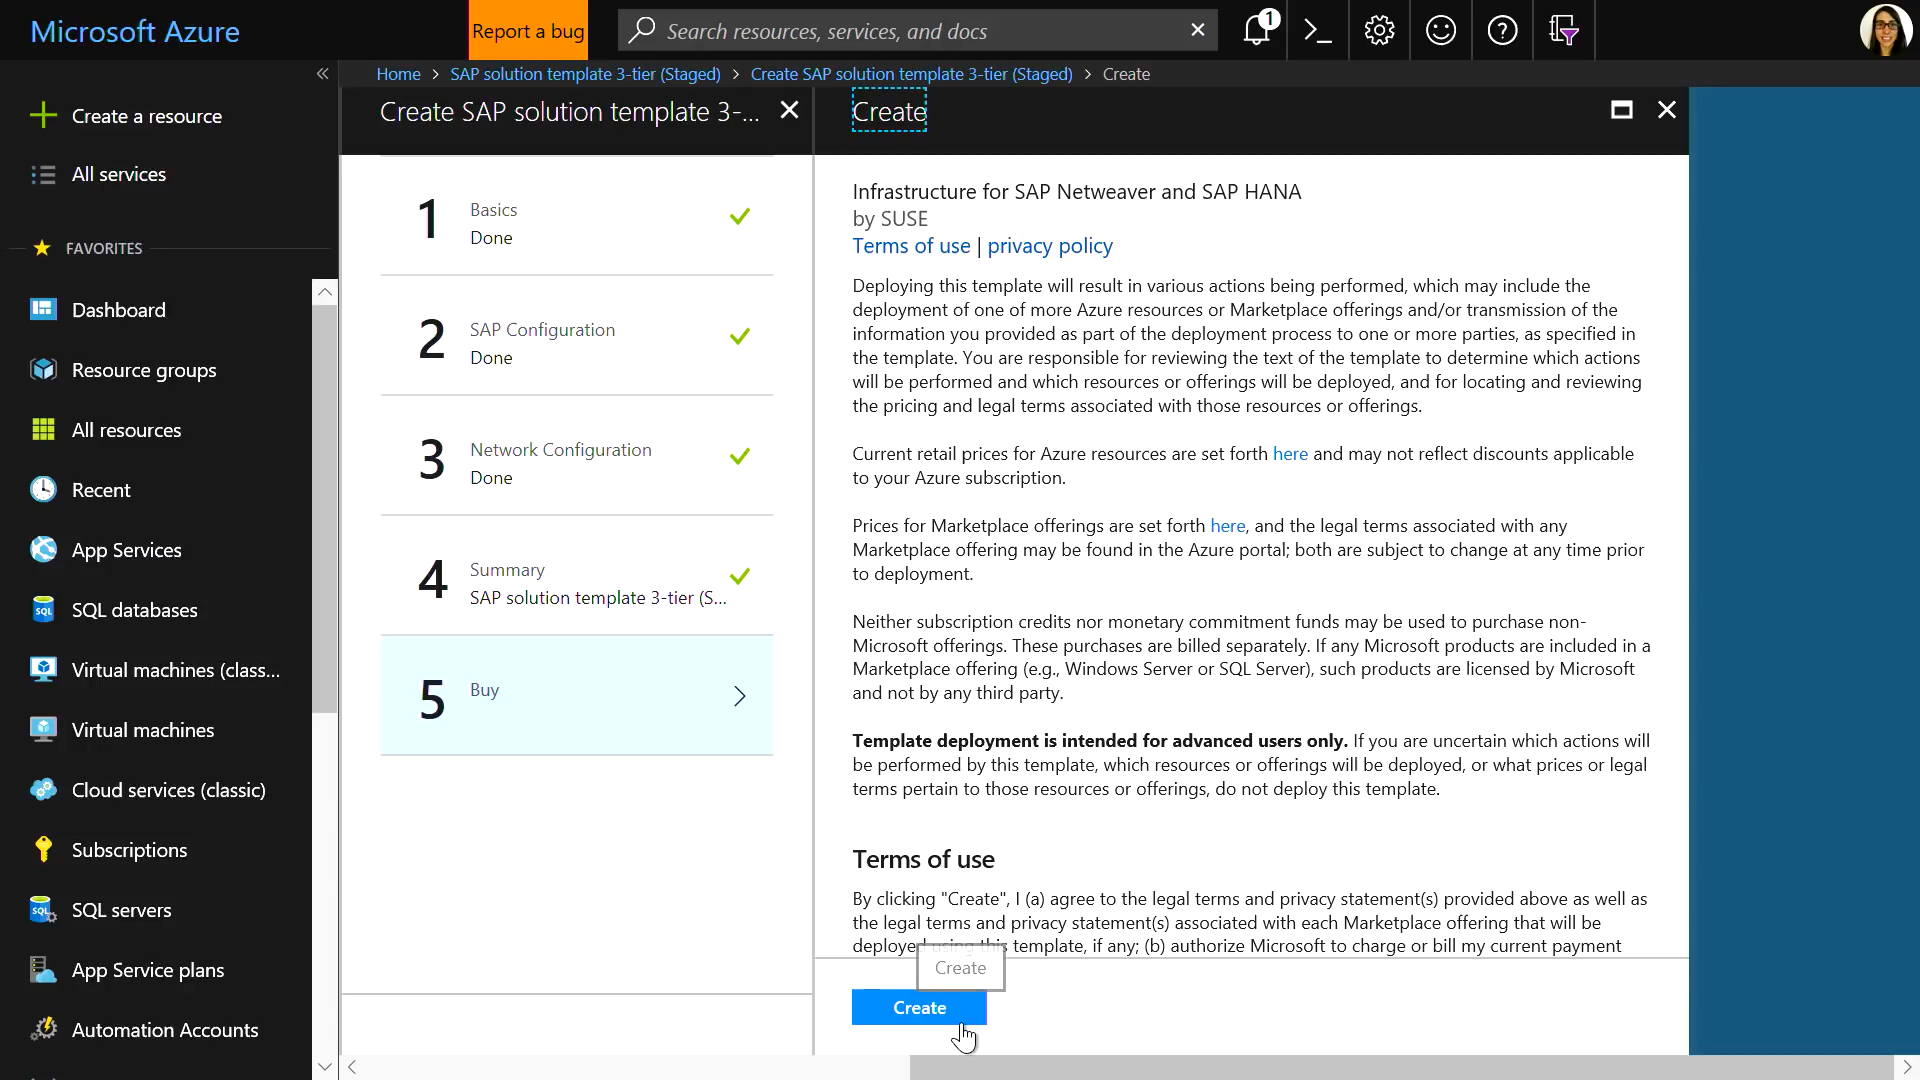 Microsoft Azure
Report a bug
Search resources, services, and docs
1
Home > SAP solution template 3-tier (Staged) > Create SAP solution template 3-tier (Staged) > Create
Create a resource
All services
FAVORITES
Dashboard
Resource groups
All resources
Recent
App Services
SQL databases
Virtual machines (class...
Virtual machines
Cloud services (classic)
Subscriptions
SQL servers
App Service plans
Automation Accounts
Create SAP solution template 3-...
1 Basics
Done
2 SAP Configuration
Done
3 Network Configuration
Done
4 Summary
SAP solution template 3-tier (S...
5 Buy
Create
Infrastructure for SAP Netweaver and SAP HANA
by SUSE
Terms of use | privacy policy
Deploying this template will result in various actions being performed, which may include the
deployment of one of more Azure resources or Marketplace offerings and/or transmission of the
information you provided as part of the deployment process to one or more parties, as specified in
the template. You are responsible for reviewing the text of the template to determine which actions
will be performed and which resources or offerings will be deployed, and for locating and reviewing
the pricing and legal terms associated with those resources or offerings.
Current retail prices for Azure resources are set forth here and may not reflect discounts applicable
to your Azure subscription.
Prices for Marketplace offerings are set forth here, and the legal terms associated with any
Marketplace offering may be found in the Azure portal; both are subject to change at any time prior
to deployment.
Neither subscription credits nor monetary commitment funds may be used to purchase non-
Microsoft offerings. These purchases are billed separately. If any Microsoft products are included in a
Marketplace offering (e.g., Windows Server or SQL Server), such products are licensed by Microsoft
and not by any third party.
Template deployment is intended for advanced users only. If you are uncertain which actions will
be performed by this template, which resources or offerings will be deployed, or what prices or legal
terms pertain to those resources or offerings, do not deploy this template.
Terms of use
By clicking "Create", I (a) agree to the legal terms and privacy statement(s) provided above as well as
the legal terms and privacy statement(s) associated with each Marketplace offering that will be
deployed using this template, if any; (b) authorize Microsoft to charge or bill my current payment
Create
Create